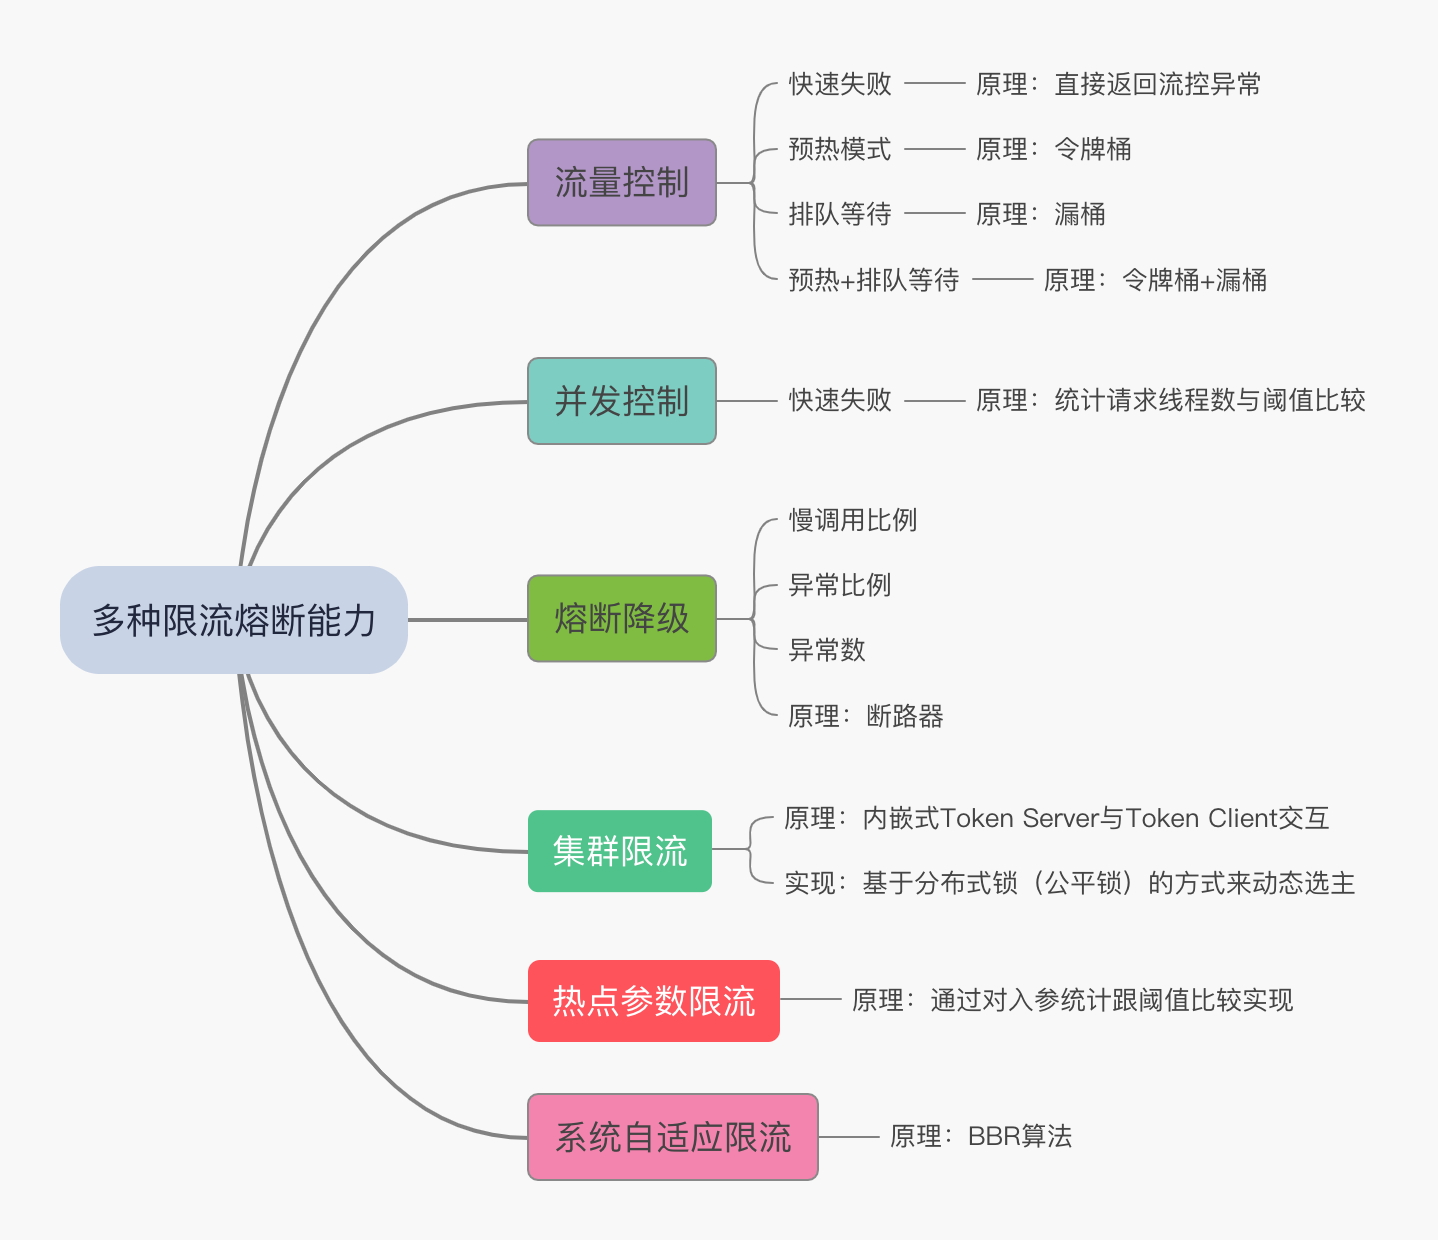 多种限流熔断能力
流量控制
快速失败
原理：直接返回流控异常
预热模式
原理：令牌桶
排队等待
原理：漏桶
预热+排队等待
原理：令牌桶+漏桶
并发控制
快速失败
原理：统计请求线程数与阈值比较
熔断降级
慢调用比例
异常比例
异常数
原理：断路器
集群限流
原理：内嵌式Token Server与Token Client交互
实现：基于分布式锁（公平锁）的方式来动态选主
热点参数限流
原理：通过对入参统计跟阈值比较实现
系统自适应限流
原理：BBR算法